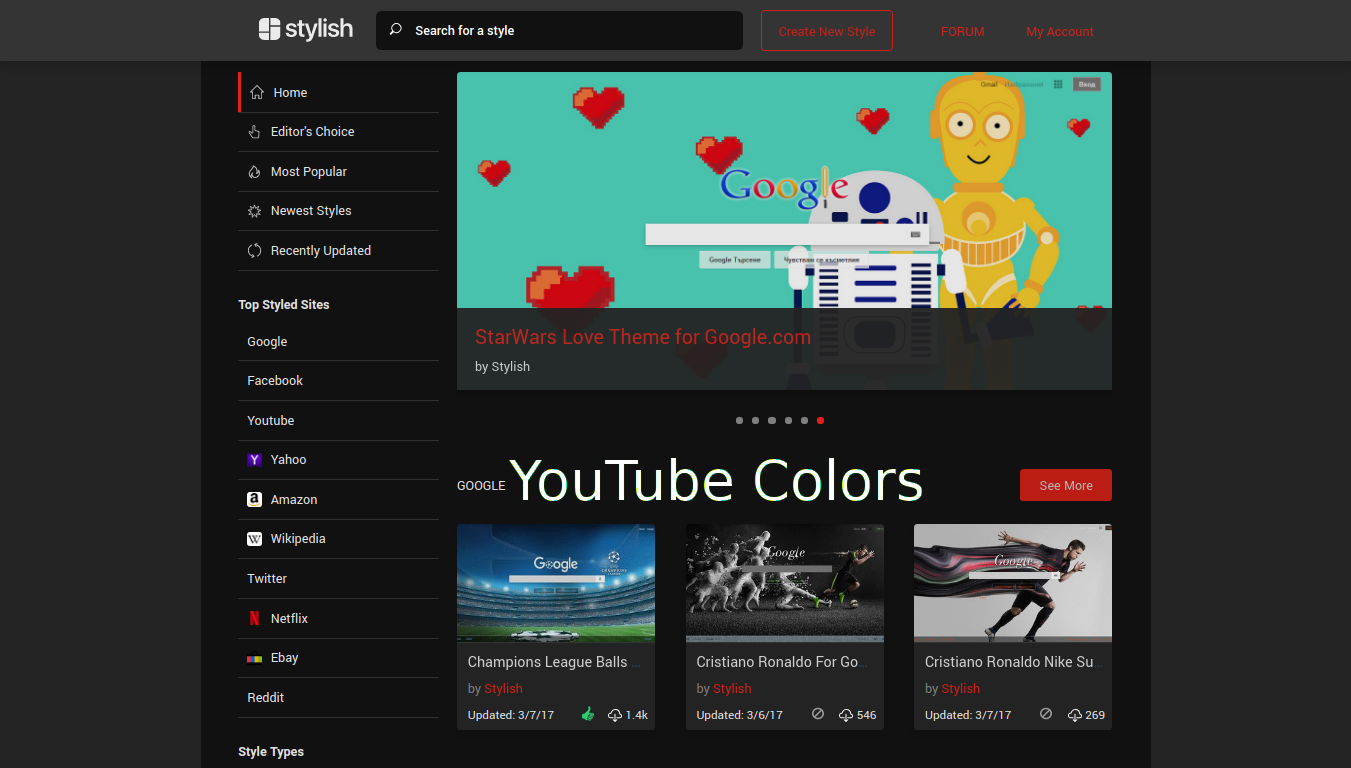 stylish
Search for a style
Create New Style
FORUM
My Account
Home
Editor's Choice
Most Popular
Newest Styles
Recently Updated
Top Styled Sites
Google
Facebook
Youtube
Yahoo
Amazon
Wikipedia
Twitter
Netflix
Ebay
Reddit
Style Types
Gmail
Вход
Google
Google Търсене
Чувствам се късметлия
StarWars Love Theme for Google.com
by Stylish
GOOGLE
YouTube Colors
See More
Google
Champions League Balls ...
by Stylish
Updated: 3/7/17
1.4k
Google
Cristiano Ronaldo For Go...
by Stylish
Updated: 3/6/17
546
Google
Cristiano Ronaldo Nike Su...
by Stylish
Updated: 3/7/17
269